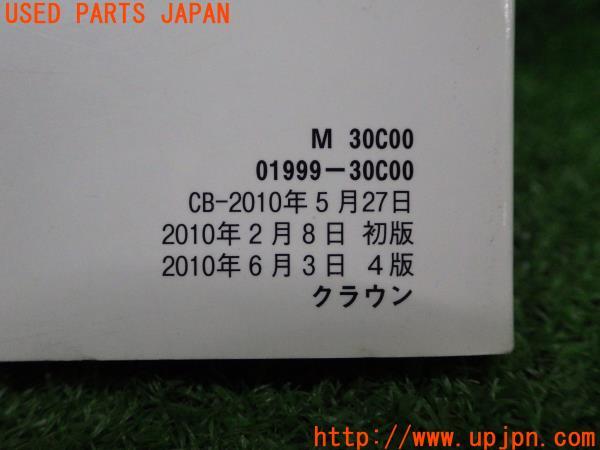 USED PARTS JAPAN
M 30C00
01999-30C00
CB-2010年5月27日
2010年2月8日 初版
2010年6月3日 4版
クラウン
http://www.upjpn.com